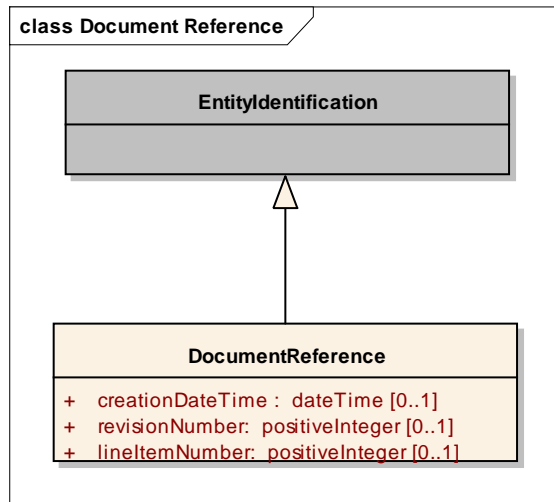 class Document Reference
EntityIdentification
DocumentReference
+ creationDateTime : dateTime [0..1]
+ revisionNumber: positiveInteger [0..1]
+ lineItemNumber: positiveInteger [0..1]